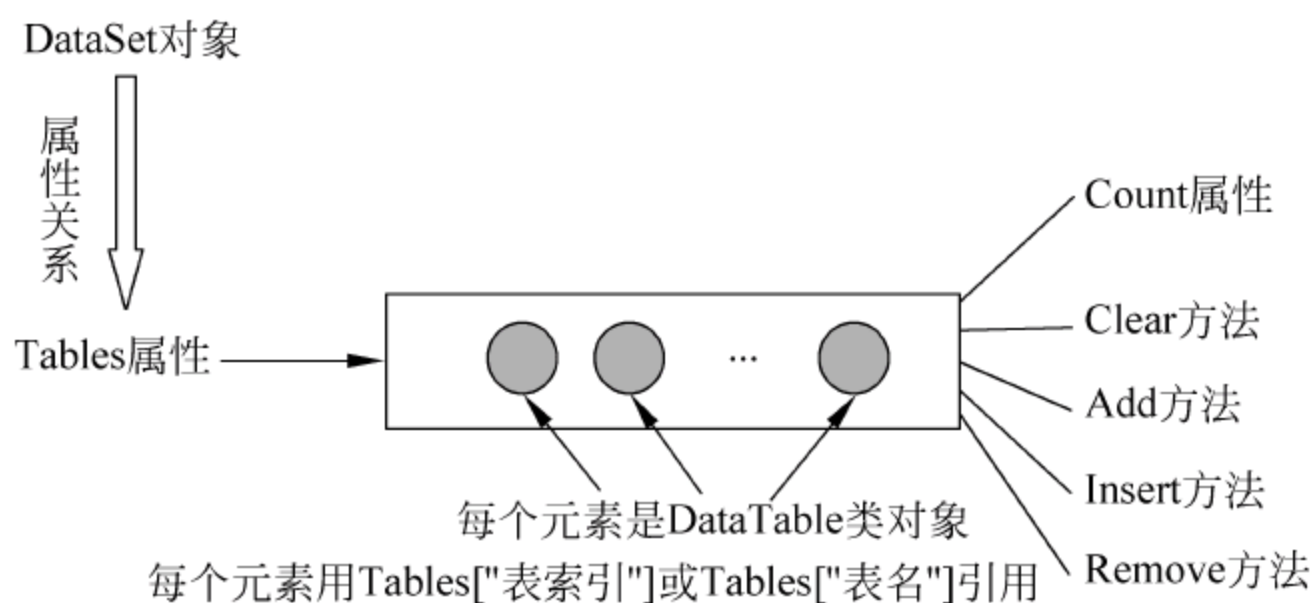 DataSet对象
属性关系
Tables属性
...
Count属性
Clear方法
Add方法
Insert方法
Remove方法
每个元素是DataTable类对象
每个元素用Tables["表索引"]或Tables["表名"]引用